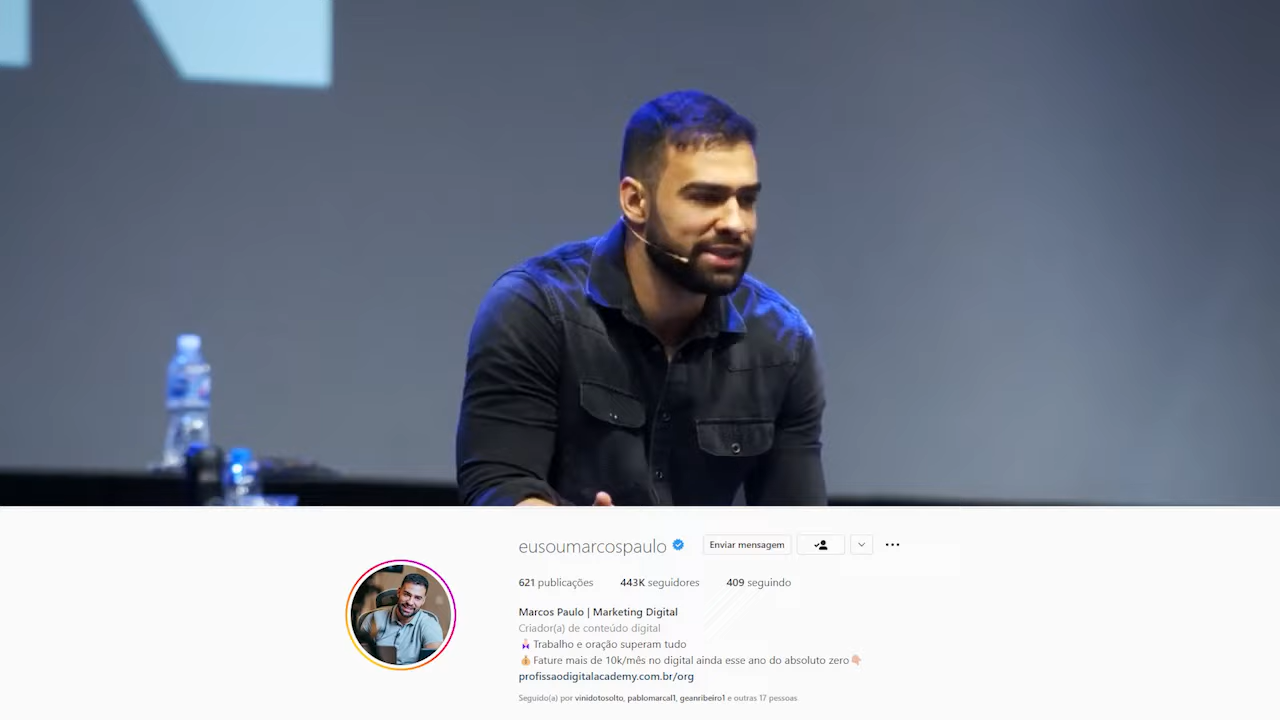 eusoumarcospaulo
Enviar mensagem
621 publicações 443K seguidores 409 seguindo
Marcos Paulo | Marketing Digital
Criador(a) de conteúdo digital
Trabalho e oração superam tudo
Fature mais de 10k/mês no digital ainda esse ano do absoluto zero
profissaodigitalacademy.com.br/org
Seguido(a) por vinidotosolto, pablomarcal1, geanribeiro1 e outras 17 pessoas